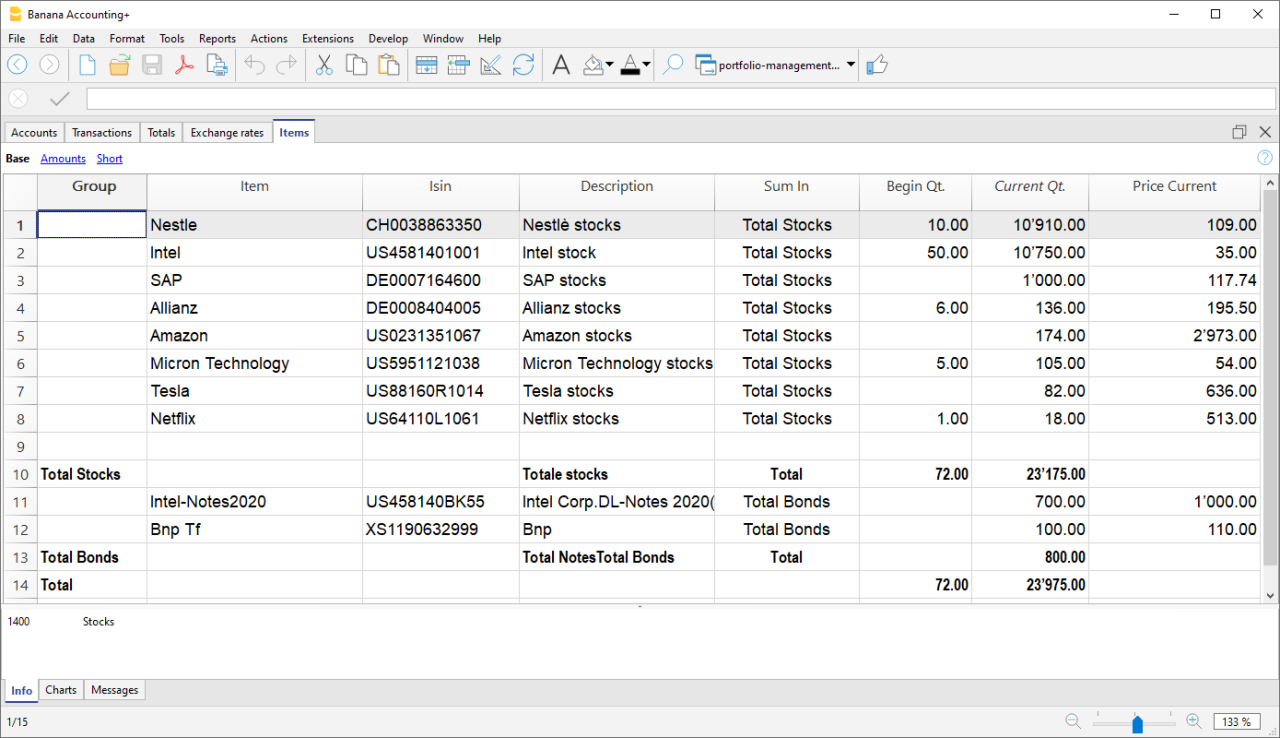 Banana Accounting+
File Edit Data Format Tools Reports Actions Extensions Develop Window Help
portfolio-management...
Accounts Transactions Totals Exchange rates Items
Base Amounts Short
Group Item Isin Description Sum In Begin Qt. Current Qt. Price Current
1 Nestle CH0038863350 Nestlè stocks Total Stocks 10.00 10’910.00 109.00
2 Intel US4581401001 Intel stock Total Stocks 50.00 10’750.00 35.00
3 SAP DE0007164600 SAP stocks Total Stocks 1’000.00 117.74
4 Allianz DE0008404005 Allianz stocks Total Stocks 6.00 136.00 195.50
5 Amazon US0231351067 Amazon stocks Total Stocks 174.00 2’973.00
6 Micron Technology US5951121038 Micron Technology stocks Total Stocks 5.00 105.00 54.00
7 Tesla US88160R1014 Tesla stocks Total Stocks 82.00 636.00
8 Netflix US64110L1061 Netflix stocks Total Stocks 1.00 18.00 513.00
9
10 Total Stocks Totale stocks Total 72.00 23’175.00
11 Intel-Notes2020 US458140BK55 Intel Corp.DL-Notes 2020( Total Bonds 700.00 1’000.00
12 Bnp Tf XS1190632999 Bnp Total Bonds 100.00 110.00
13 Total Bonds Total NotesTotal Bonds Total 800.00
14 Total 72.00 23’975.00
1400 Stocks
Info Charts Messages
1/15 133 %